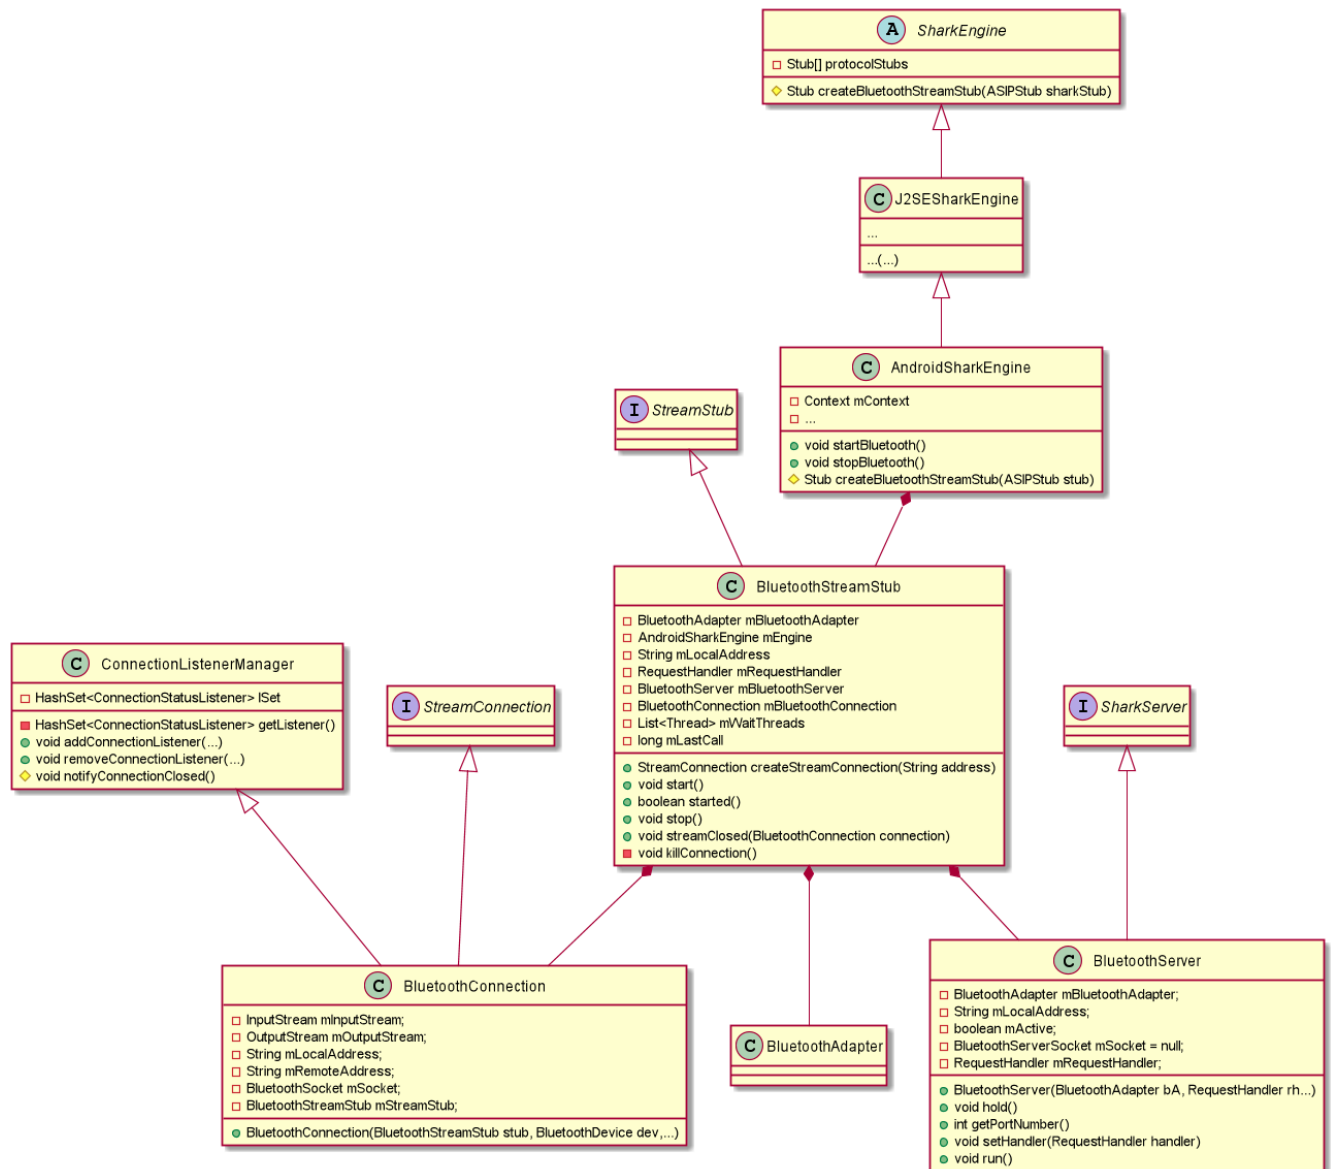 A SharkEngine
Stub[] protocolStubs
Stub createBluetoothStreamStub(ASIPStub sharkStub)
C J2SESharkEngine
...
...(...)
C AndroidSharkEngine
Context mContext
...
void startBluetooth()
void stopBluetooth()
Stub createBluetoothStreamStub(ASIPStub stub)
I StreamStub
C BluetoothStreamStub
BluetoothAdapter mBluetoothAdapter
AndroidSharkEngine mEngine
String mLocalAddress
RequestHandler mRequestHandler
BluetoothServer mBluetoothServer
BluetoothConnection mBluetoothConnection
List<Thread> mWaitThreads
long mLastCall
StreamConnection createStreamConnection(String address)
void start()
boolean started()
void stop()
void streamClosed(BluetoothConnection connection)
void killConnection()
C ConnectionListenerManager
HashSet<ConnectionStatusListener> lSet
HashSet<ConnectionStatusListener> getListener()
void addConnectionListener(...)
void removeConnectionListener(...)
void notifyConnectionClosed()
I StreamConnection
I SharkServer
C BluetoothConnection
InputStream mInputStream;
OutputStream mOutputStream;
String mLocalAddress;
String mRemoteAddress;
BluetoothSocket mSocket;
BluetoothStreamStub mStreamStub;
BluetoothConnection(BluetoothStreamStub stub, BluetoothDevice dev,...)
C BluetoothAdapter
C BluetoothServer
BluetoothAdapter mBluetoothAdapter;
String mLocalAddress;
boolean mActive;
BluetoothServerSocket mSocket = null;
RequestHandler mRequestHandler;
BluetoothServer(BluetoothAdapter bA, RequestHandler rh...)
void hold()
int getPortNumber()
void setHandler(RequestHandler handler)
void run()